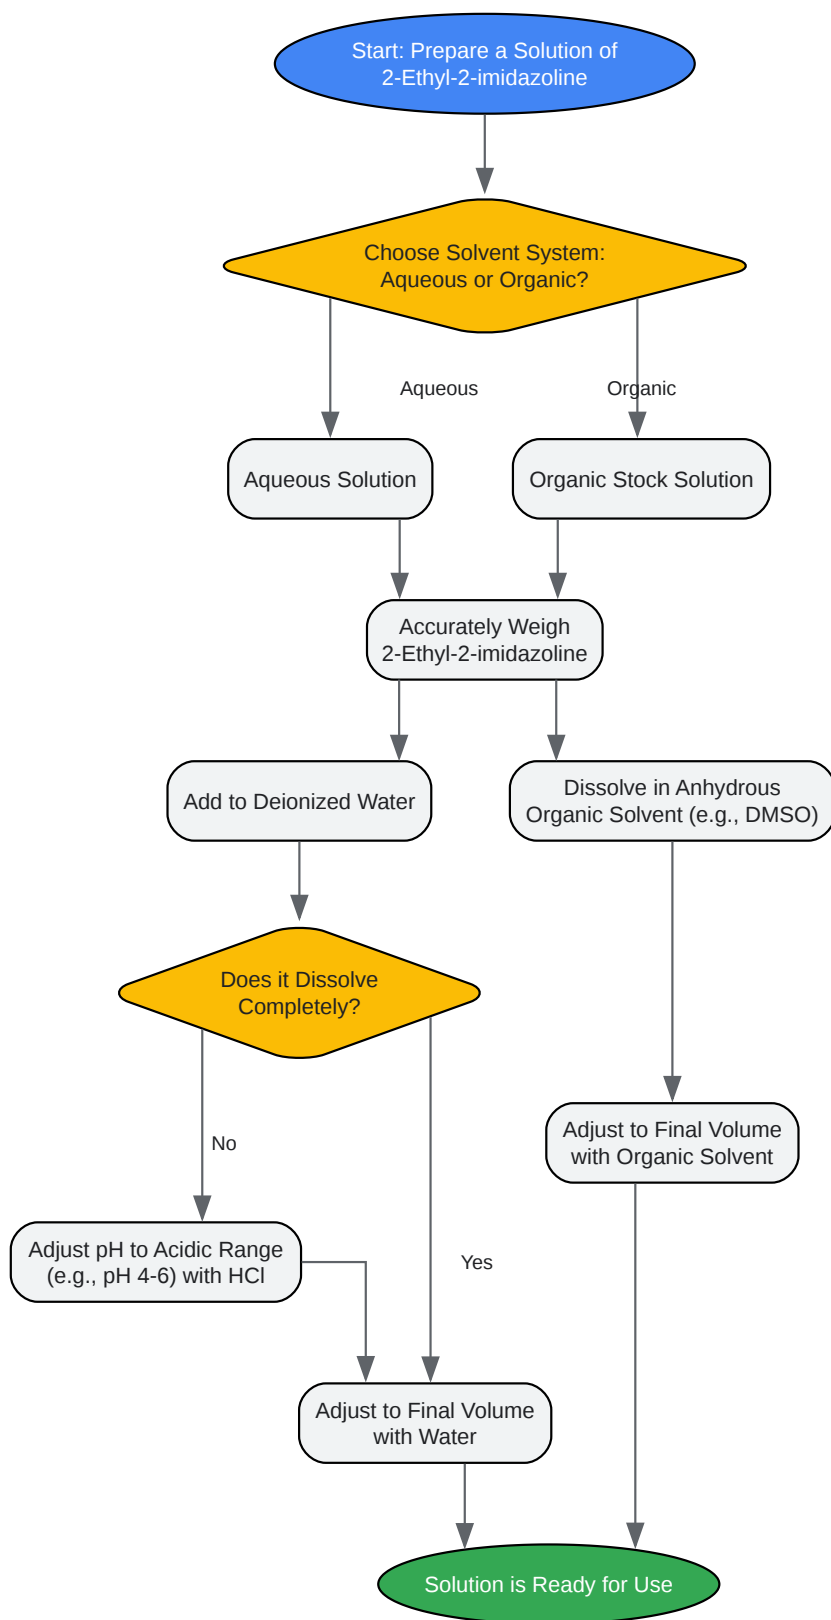 Start: Prepare a Solution of
2-Ethyl-2-imidazoline
Choose Solvent System:
Aqueous or Organic?
Aqueous
Organic
Aqueous Solution
Organic Stock Solution
Accurately Weigh
2-Ethyl-2-imidazoline
Add to Deionized Water
Dissolve in Anhydrous
Organic Solvent (e.g., DMSO)
Does it Dissolve
Completely?
No
Adjust to Final Volume
with Organic Solvent
Adjust pH to Acidic Range
(e.g., pH 4-6) with HCl
Yes
Adjust to Final Volume
with Water
Solution is Ready for Use